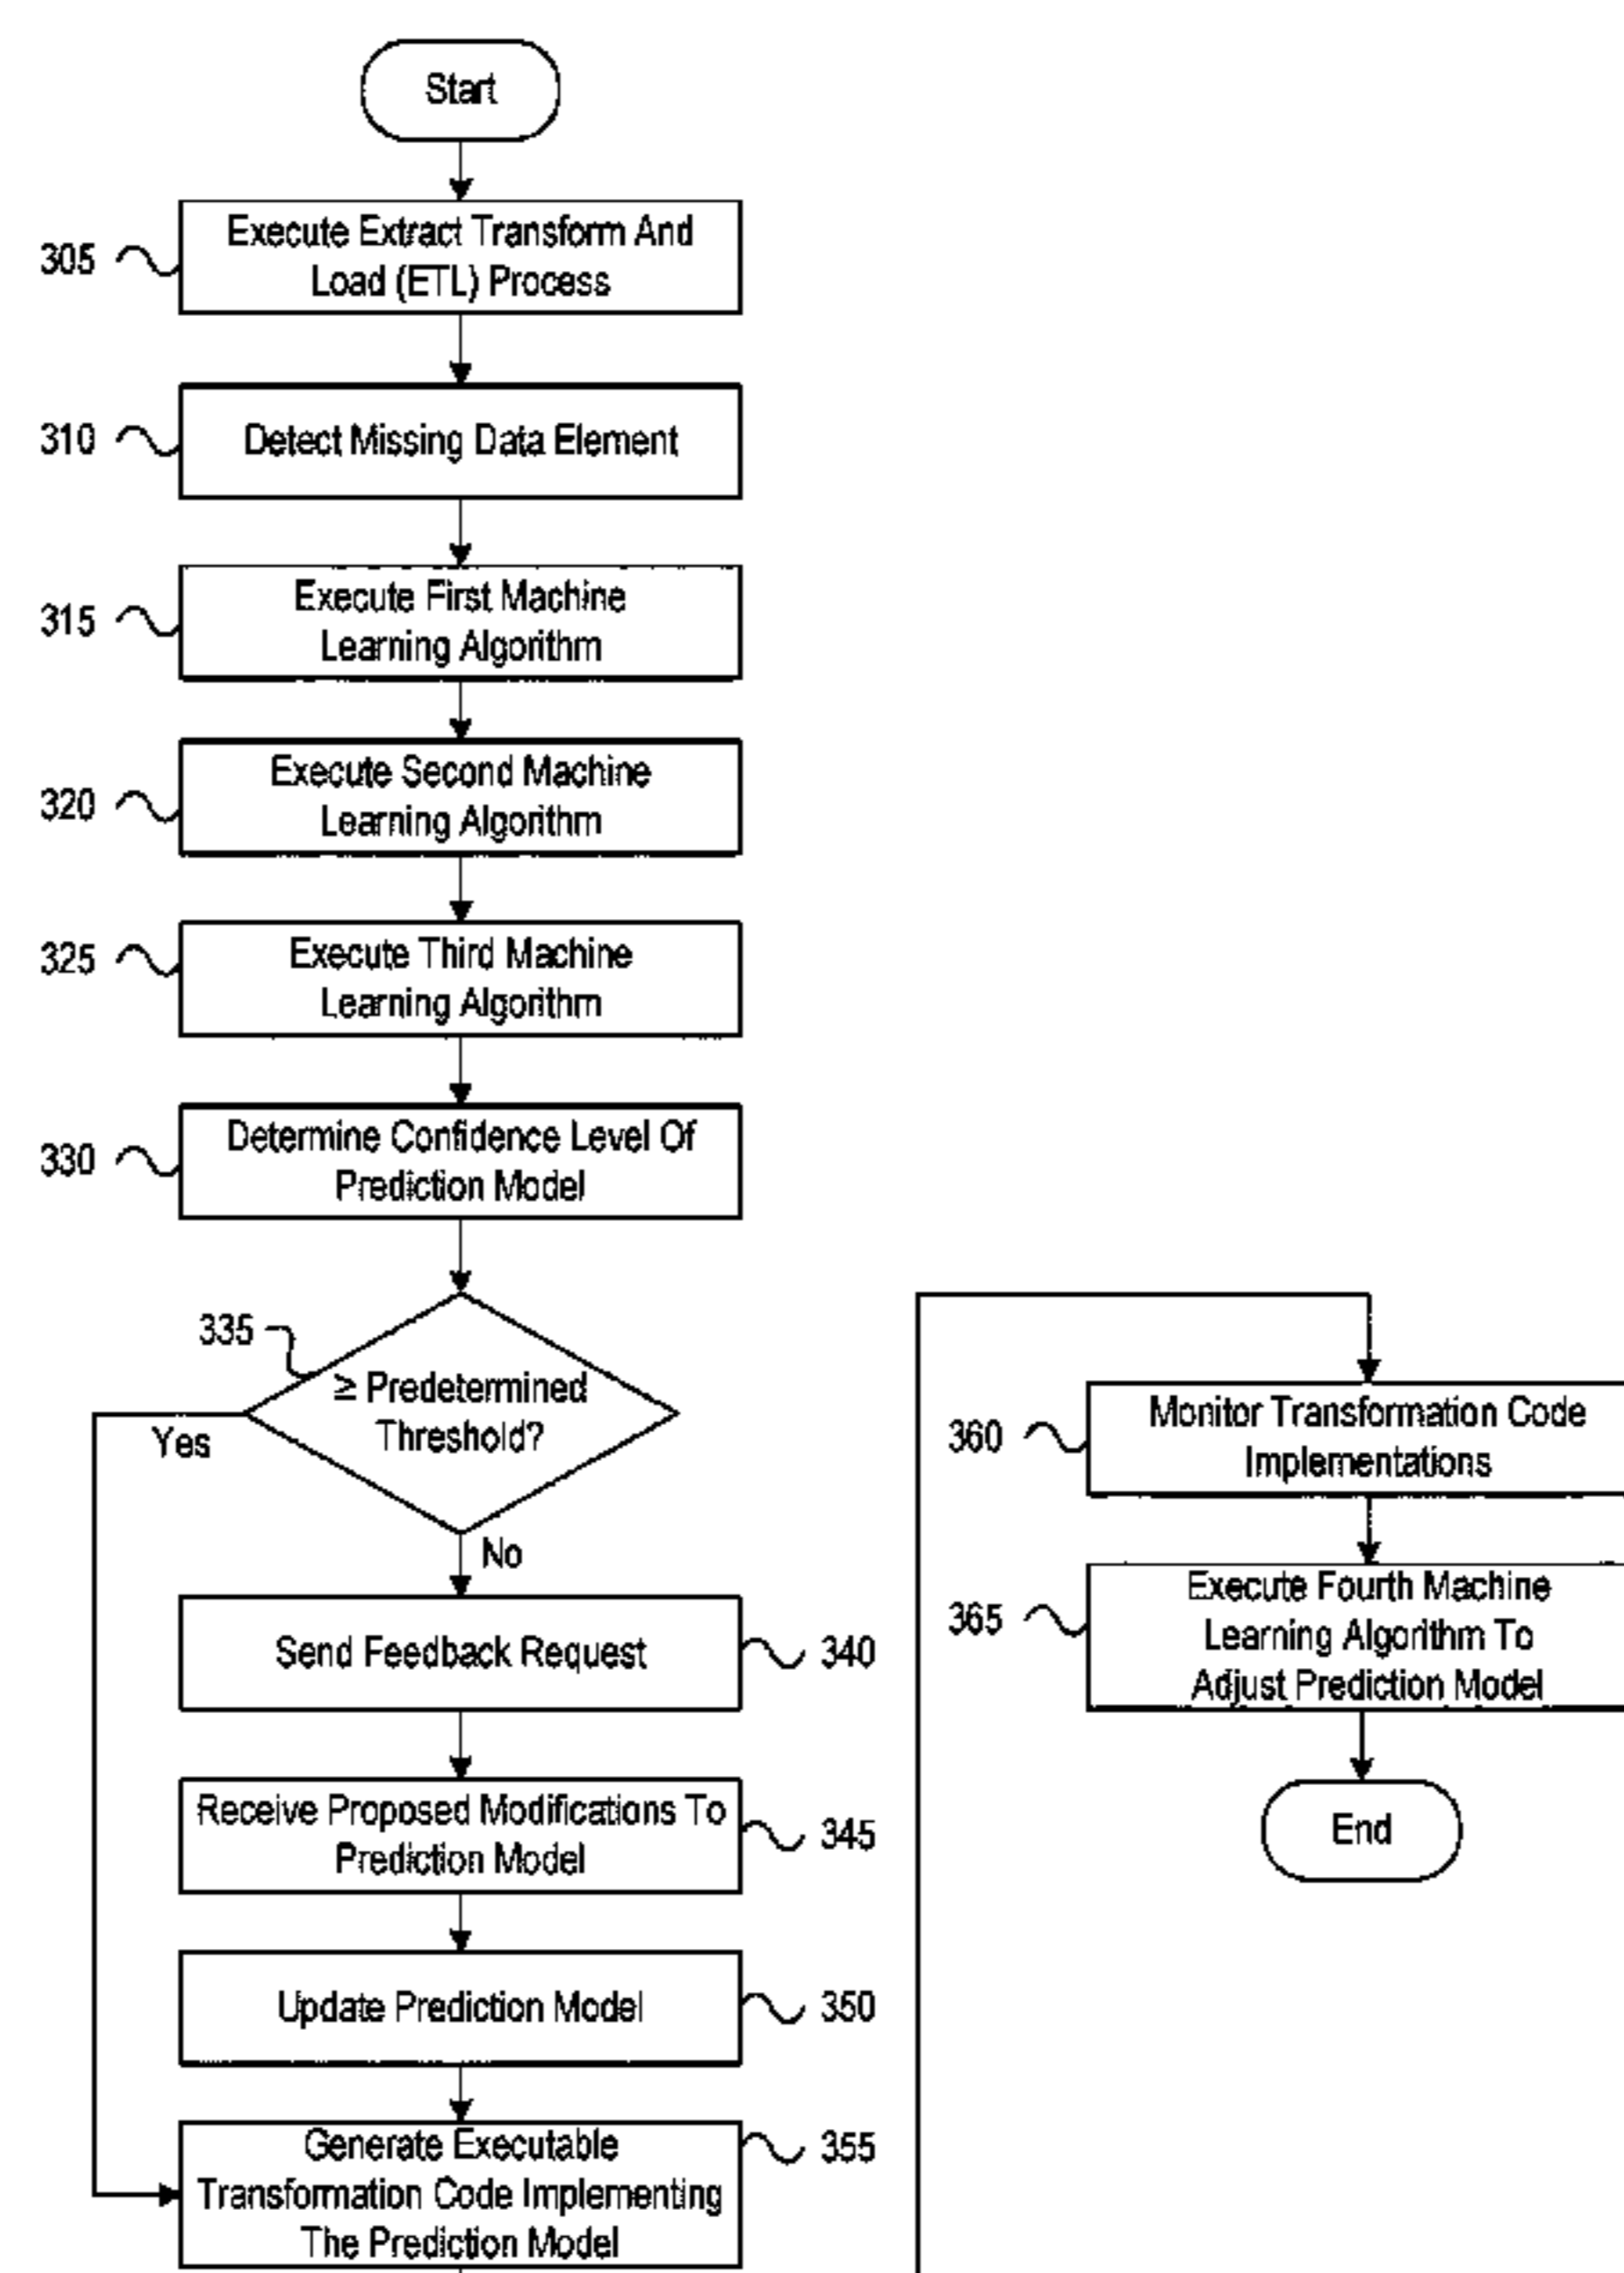 Start
305
Execute Extract Transform And
Load (ETL) Process
310
Detect Missing Data Element
315
Execute First Machine
Learning Algorithm
320
Execute Second Machine
Learning Algorithm
325
Execute Third Machine
Learning Algorithm
330
Determine Confidence Level Of
Prediction Model
335
≥ Predetermined
Threshold?
Yes
No
Send Feedback Request
340
Receive Proposed Modifications To
Prediction Model
345
Update Prediction Model
350
Generate Executable
Transformation Code Implementing
The Prediction Model
355
360
Monitor Transformation Code
Implementations
365
Execute Fourth Machine
Learning Algorithm To
Adjust Prediction Model
End